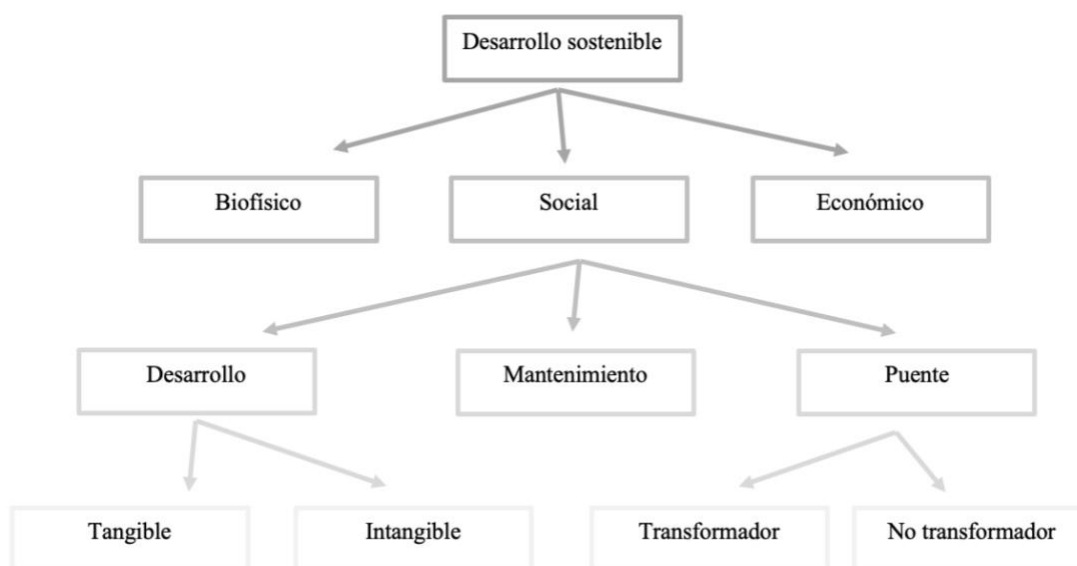 Desarrollo sostenible
Biofísico
Social
Económico
Desarrollo
Mantenimiento
Puente
Tangible
Intangible
Transformador
No transformador